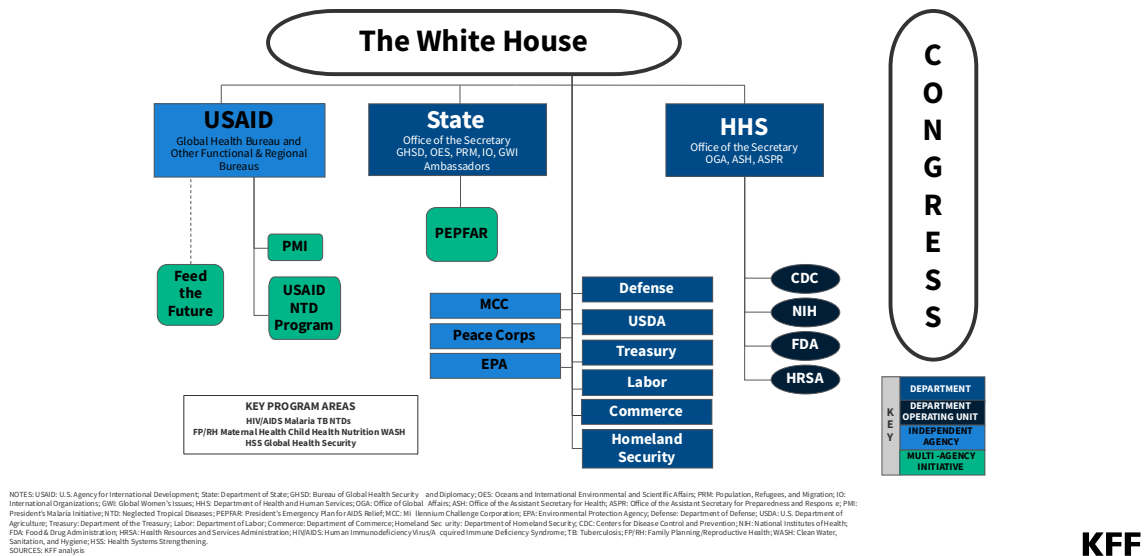 The White House
USAID
Global Health Bureau and
Other Functional & Regional
Bureaus
State
Office of the Secretary
GHSD, OES, PRM, IO, GWI
Ambassadors
HHS
Office of the Secretary
OGA, ASH, ASPR
C
O
N
G
R
E
S
S
PEPFAR
PMI
Feed
the
Future
USAID
NTD
Program
MCC
Peace Corps
EPA
Defense
USDA
Treasury
Labor
Commerce
Homeland
Security
CDC
NIH
FDA
HRSA
KEY PROGRAM AREAS
HIV/AIDS Malaria TB NTDs
FP/RH Maternal Health Child Health Nutrition WASH
HSS Global Health Security
K
E
Y
DEPARTMENT
DEPARTMENT
OPERATING UNIT
INDEPENDENT
AGENCY
MULTI -AGENCY
INITIATIVE
NOTES: USAID: U.S. Agency for International Development; State: Department of State; GHSD: Bureau of Global Health Security and Diplomacy; OES: Oceans and International Environmental and Scientific Affairs; PRM: Population, Refugees, and Migration; IO:
International Organizations; GWI: Global Women's Issues; HHS: Department of Health and Human Services; OGA: Office of Global Affairs; ASH: Office of the Assistant Secretary for Health; ASPR: Office of the Assistant Secretary for Preparedness and Respons e; PMI:
President's Malaria Initiative; NTD: Neglected Tropical Diseases; PEPFAR: President's Emergency Plan for AIDS Relief; MCC: Mi llennium Challenge Corporation; EPA: Environmental Protection Agency; Defense: Department of Defense; USDA: U.S. Department of
Agriculture; Treasury: Department of the Treasury; Labor: Department of Labor; Commerce: Department of Commerce; Homeland Sec urity: Department of Homeland Security, CDC: Centers for Disease Control and Prevention; NIH: National Institutes of Health;
FDA: Food & Drug Administration; HRSA: Health Resources and Services Administration; HIV/AIDS: Human Immunodeficiency Virus/A cquired Immune Deficiency Syndrome; TB: Tuberculosis; FP/RH: Family Planning/Reproductive Health; WASH: Clean Water,
Sanitation, and Hygiene; HSS: Health Systems Strengthening.
SOURCES: KFF analysis
KFF